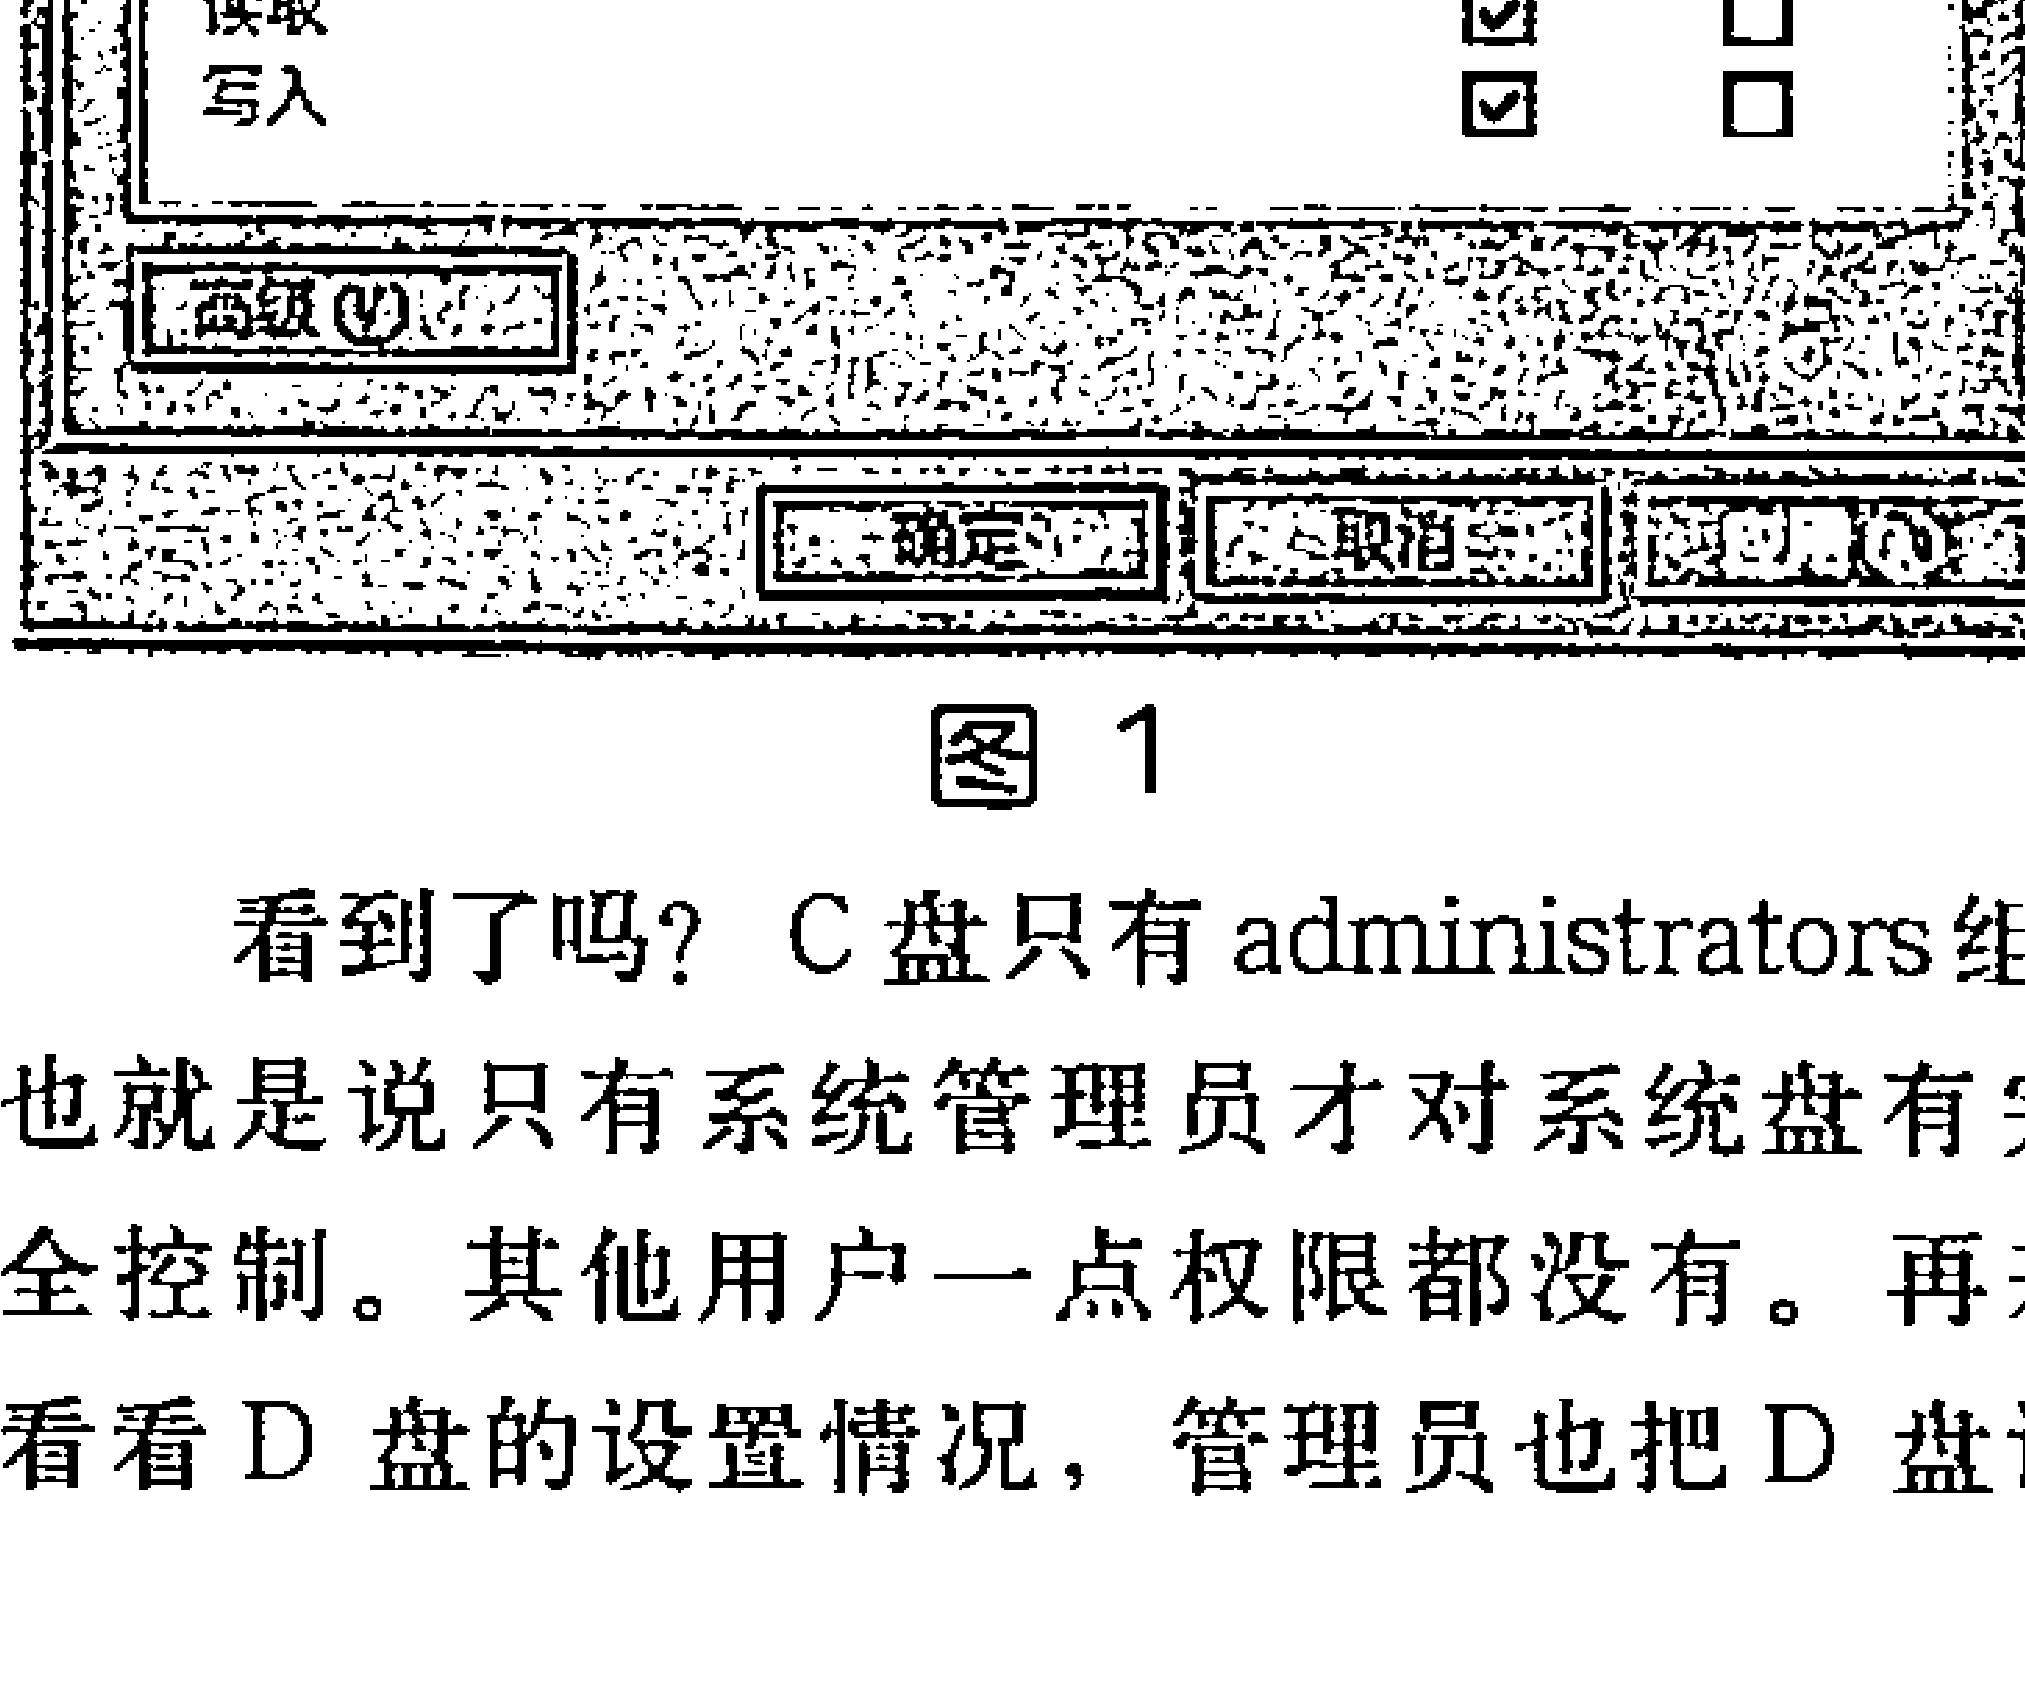 读取
写入
高级(V)
确定 取消
图 1
看到了吗? C 盘只有 administrators 组
也就是说只有系统管理员才对系统盘有完
全控制。其他用户一点权限都没有。再
看看 D 盘的设置情况，管理员也把 D 盘